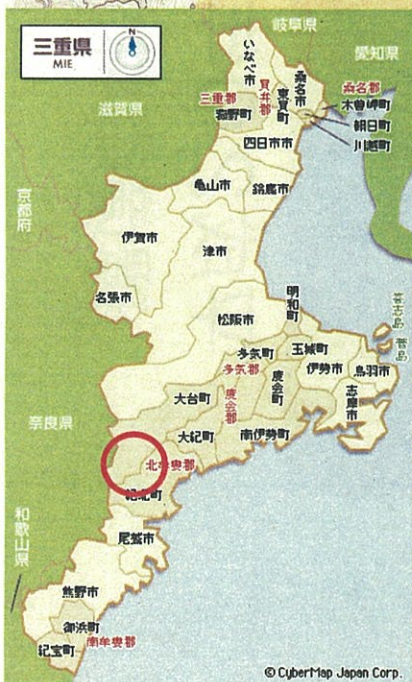 三重県
MIE
N
岐阜県
愛知県
滋賀県
いなべ市
員弁郡
東員町
桑名市
桑名郡
木曽岬町
朝日町
川越町
三重郡
菰野町
四日市市
亀山市
鈴鹿市
京都府
伊賀市
津市
名張市
松阪市
明和町
多気町
多気郡
玉城町
伊勢市
鳥羽市
答志島
菅島
度会郡
度会町
志摩市
大台町
大紀町
南伊勢町
奈良県
北牟婁郡
紀北町
尾鷲市
和歌山県
熊野市
御浜町
紀宝町
南牟婁郡
© CyberMap Japan Corp.